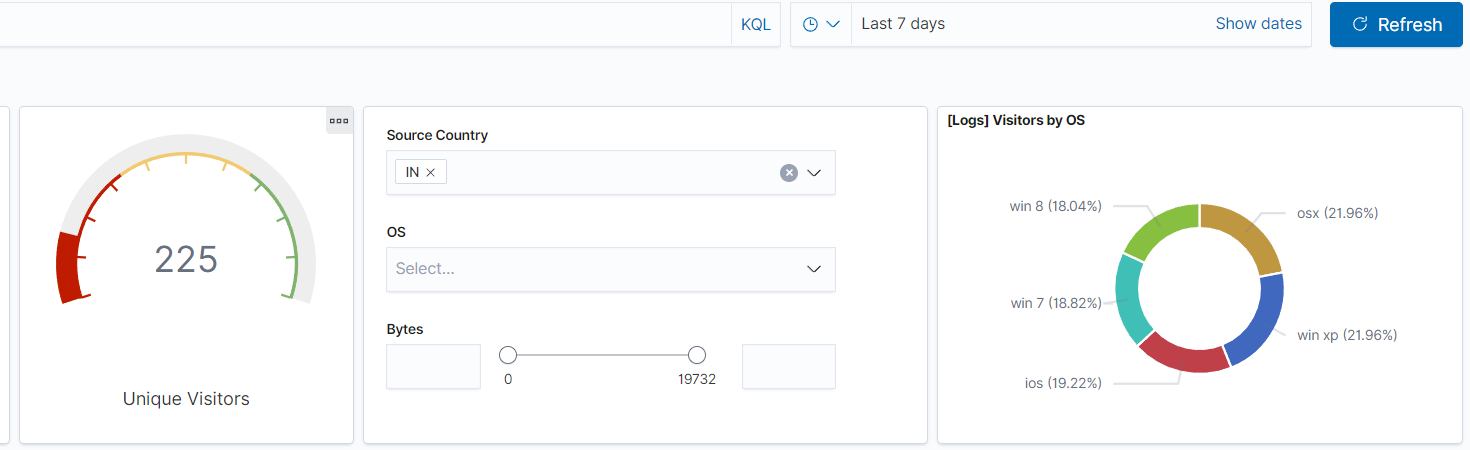 KQL
Last 7 days
Show dates
Refresh
225
Unique Visitors
Source Country
IN
OS
Select...
Bytes
0
19732
[Logs] Visitors by OS
win 8 (18.04%)
osx (21.96%)
win 7 (18.82%)
win xp (21.96%)
ios (19.22%)